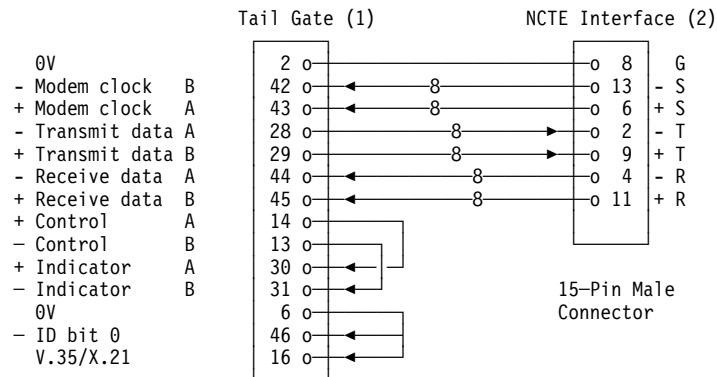 Tail Gate (1) NCTE Interface (2)
0V 2 o o 8 G
- Modem clock B 42 o 8 o 13 - S
+ Modem clock A 43 o 8 o 6 + S
- Transmit data A 28 o 8 o 2 - T
+ Transmit data B 29 o 8 o 9 + T
- Receive data A 44 o 8 o 4 - R
+ Receive data B 45 o 8 o 11 + R
+ Control A 14 o
– Control B 13 o
+ Indicator A 30 o
– Indicator B 31 o 15–Pin Male
0V 6 o Connector
– ID bit 0 46 o
V.35/X.21 16 o